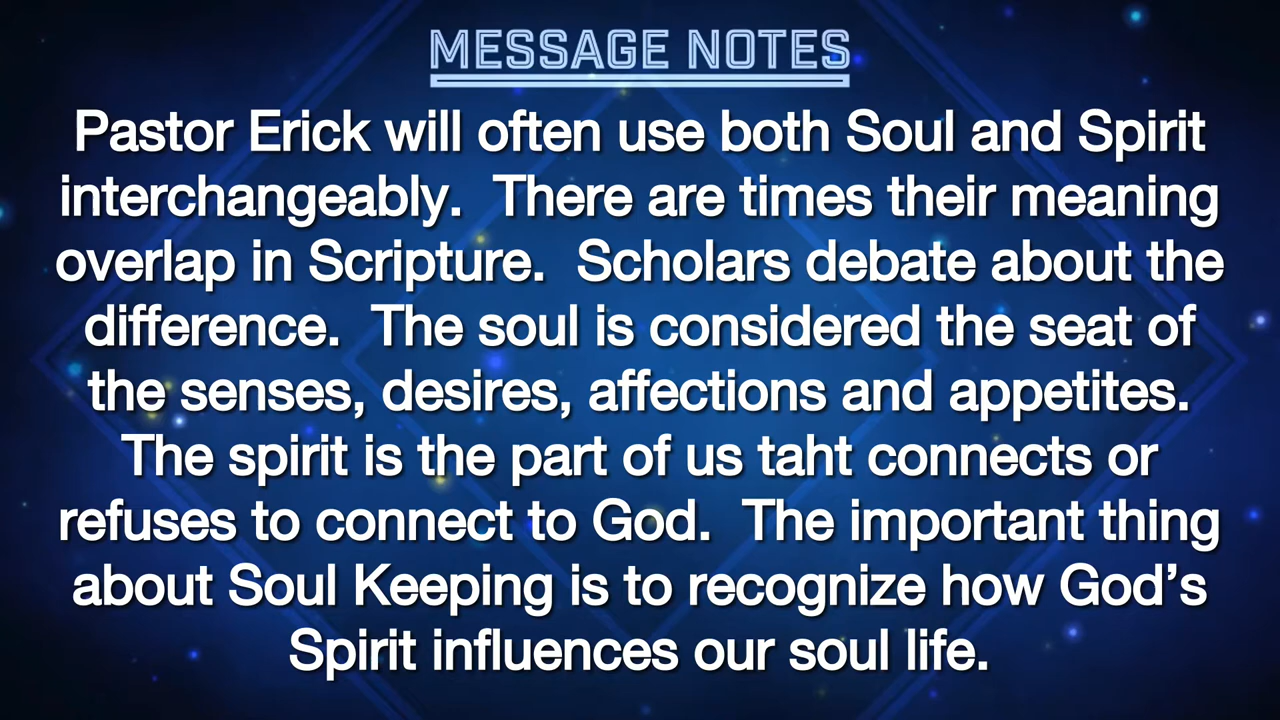 MESSAGE NOTES
Pastor Erick will often use both Soul and Spirit
interchangeably.  There are times their meaning
overlap in Scripture.  Scholars debate about the
difference.  The soul is considered the seat of
the senses, desires, affections and appetites.
The spirit is the part of us taht connects or
refuses to connect to God.  The important thing
about Soul Keeping is to recognize how God’s
Spirit influences our soul life.